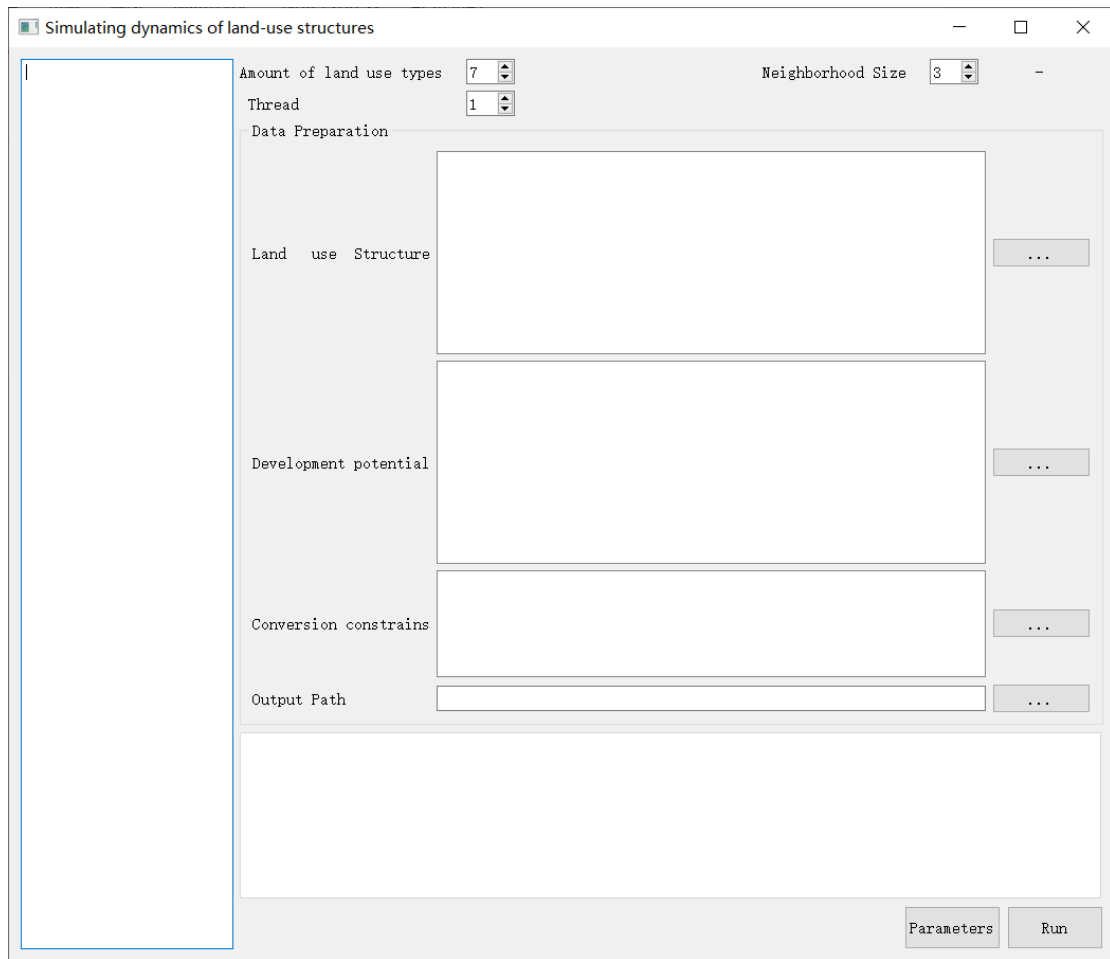 Simulating dynamics of land-use structures
Amount of land use types 7 Neighborhood Size 3 -
Thread 1
Data Preparation
Land use Structure ...
Development potential ...
Conversion constrains ...
Output Path ...
Parameters Run